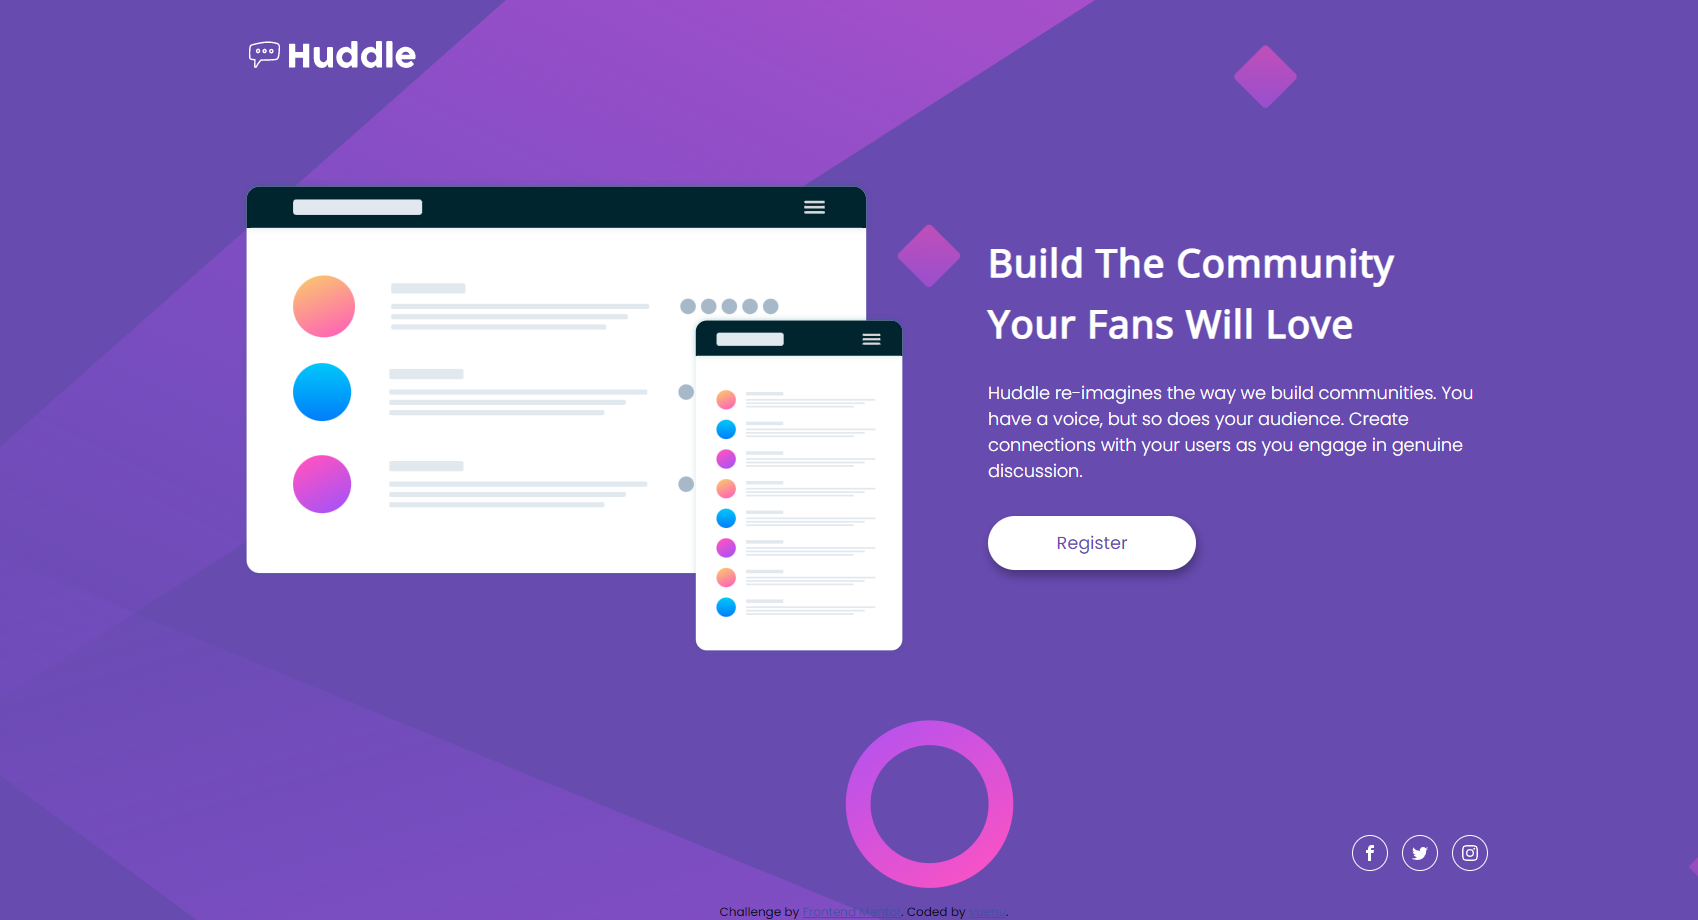 Huddle
Build The Community
Your Fans Will Love
Huddle re-imagines the way we build communities. You
have a voice, but so does your audience. Create
connections with your users as you engage in genuine
discussion.
Register
Challenge by Frontend Mentor. Coded by